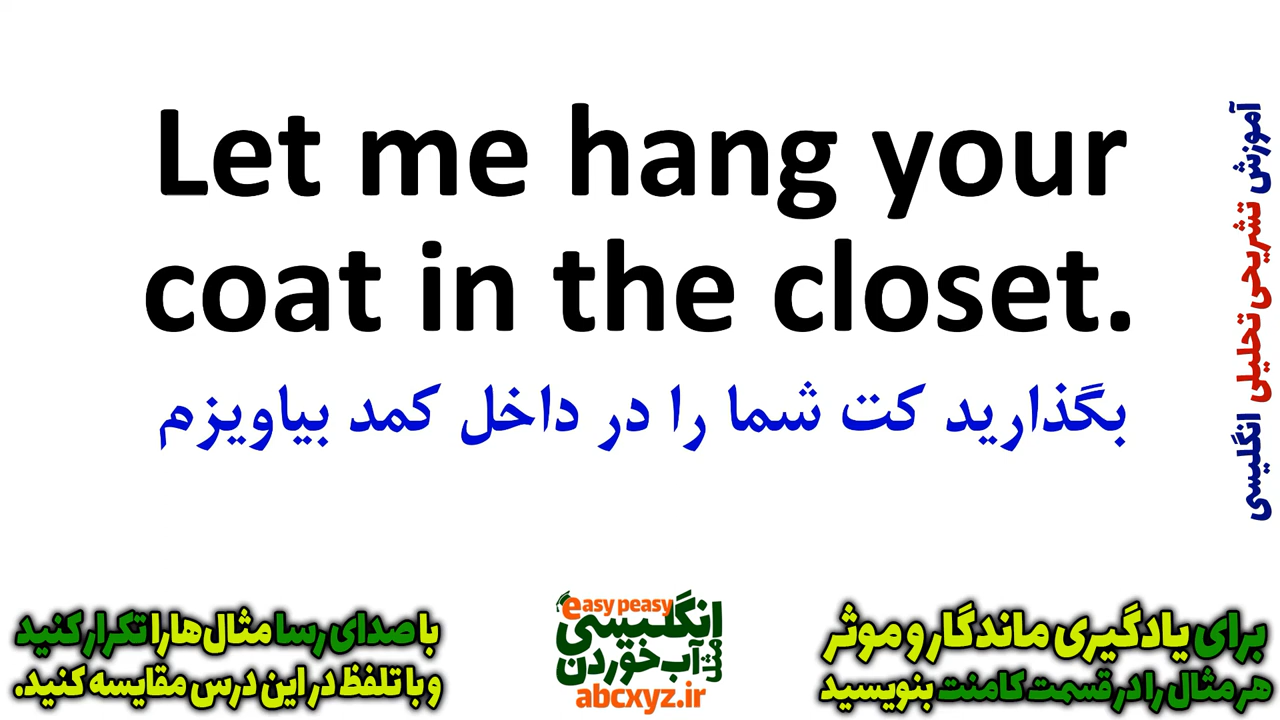 Let me hang your
coat in the closet.
بگذارید کت شما را در داخل کمد بیاویزم
آموزش تشریحی تحلیلی انگلیسی
برای یادگیری ماندگار و موثر
هر مثال را در قسمت کامنت بنویسید
easy peasy
انگلیسی
مثل آب خوردن
abcxyz.ir
با صدای رسا مثال‌ها را تکرار کنید
و با تلفظ در این درس مقایسه کنید.